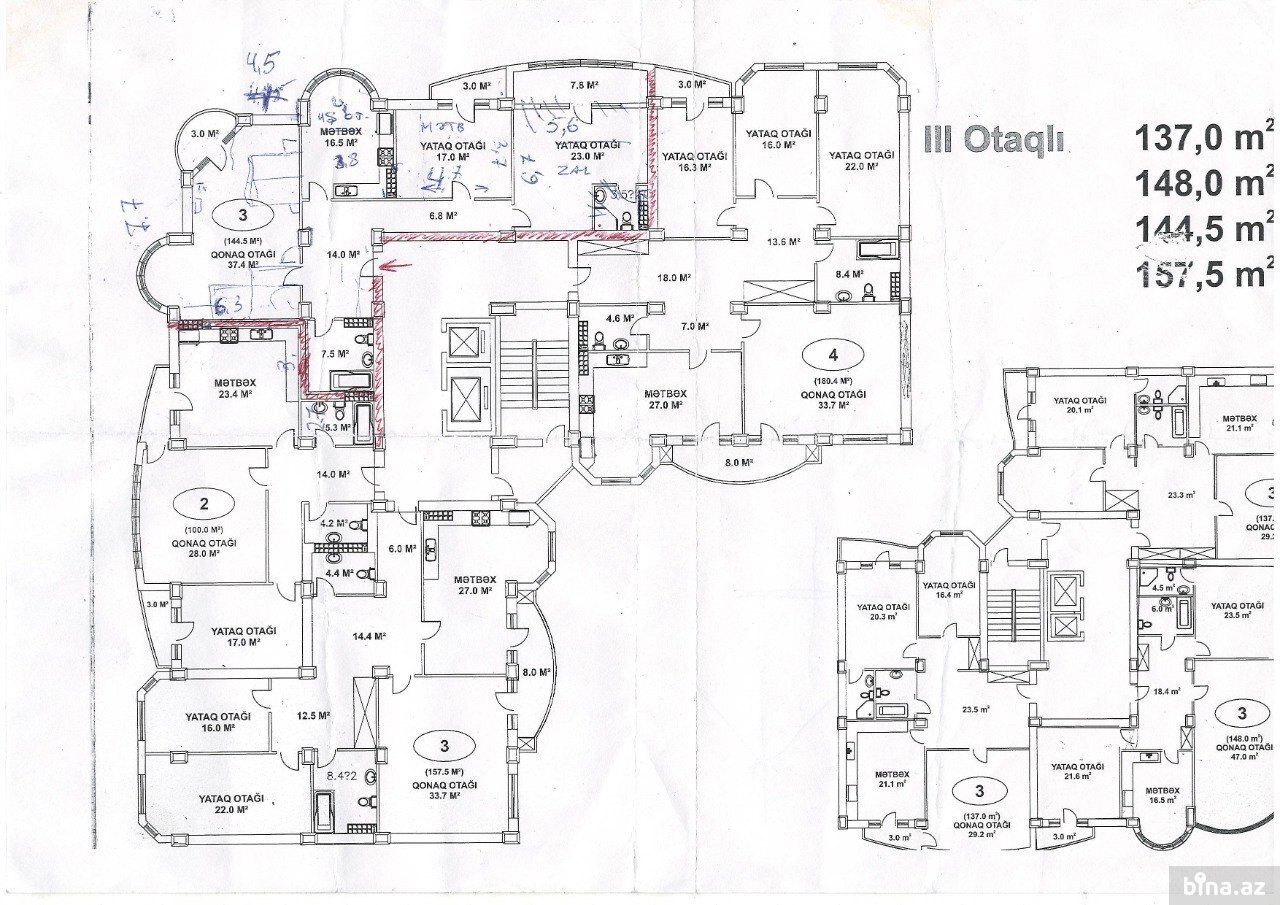 III Otaqlı
137,0 m²
148,0 m²
144,5 m²
157,5 m²
4,5
3.0 M²
7.8 M²
3.0 M²
3.0 M²
MƏTBƏX
16.5 M²
3.8
МƏТВ
YATAQ OTAĞI
17.0 M²
3,7
4,7
5,6
YATAQ OTAĞI
23.0 M²
ZAL
YATAQ OTAĞI
16.3 M²
YATAQ OTAĞI
16.0 M²
YATAQ OTAĞI
22.0 M²
7.7
3
(144.5 M²)
QONAQ OTAĞI
37.4 M²
6.3
6.8 M²
14.0 M²
13.6 M²
18.0 M²
8.4 M²
4.6 M²
7.0 M²
7.5 M²
4
(180.4 M²)
QONAQ OTAĞI
33.7 M²
MƏTBƏX
27.0 M²
8.0 M²
MƏTBƏX
23.4 M²
5.3 M²
14.0 M²
2
(100.0 M²)
QONAQ OTAĞI
28.0 M²
4.2 M²
4.4 M²
6.0 M²
MƏTBƏX
27.0 M²
3.0 M²
YATAQ OTAĞI
17.0 M²
14.4 M²
8.0 M²
YATAQ OTAĞI
16.0 M²
12.5 M²
YATAQ OTAĞI
22.0 M²
8.4?2
3
(157.5 M²)
QONAQ OTAĞI
33.7 M²
YATAQ OTAĞI
20.1 m²
MƏTBƏX
21.1 m²
23.3 m²
3
(137.
QONAQ
29.
YATAQ OTAĞI
16.4 m²
YATAQ OTAĞI
20.3 m²
4.5 m²
6.0 m²
YATAQ OTAĞI
23.5 m²
23.5 m²
18.4 m²
3
(148.0 m²)
QONAQ OTAĞI
47.0 m²
MƏTBƏX
21.1 m²
3
(137.0 m²)
QONAQ OTAĞI
29.2 m²
YATAQ OTAĞI
21.6 m²
MƏTBƏX
16.5 m²
3.0 m²
3.0 m²
bina.az